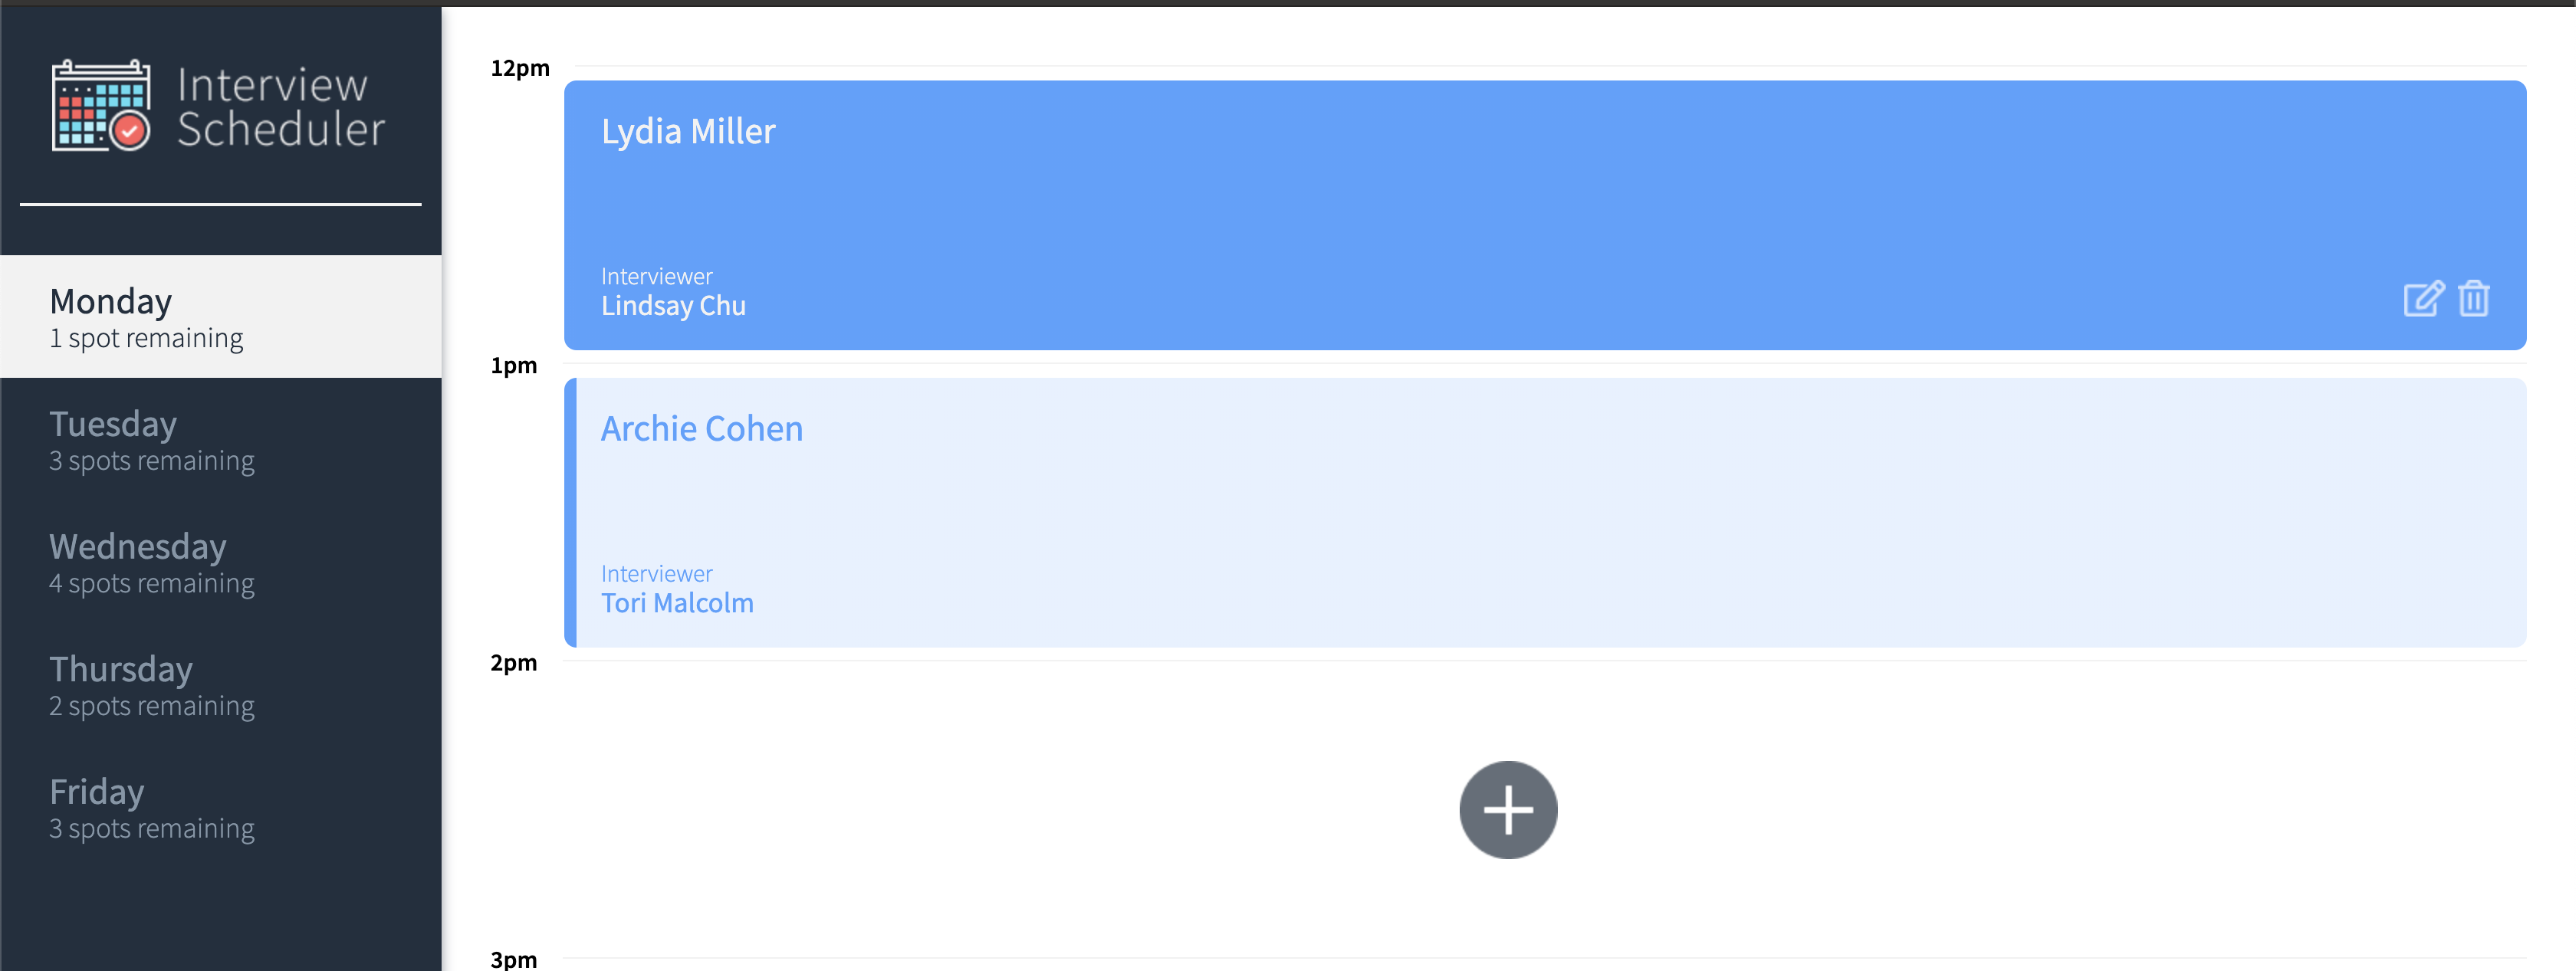 Interview
Scheduler
Monday
1 spot remaining
Tuesday
3 spots remaining
Wednesday
4 spots remaining
Thursday
2 spots remaining
Friday
3 spots remaining
12pm
Lydia Miller
Interviewer
Lindsay Chu
1pm
Archie Cohen
Interviewer
Tori Malcolm
2pm
3pm